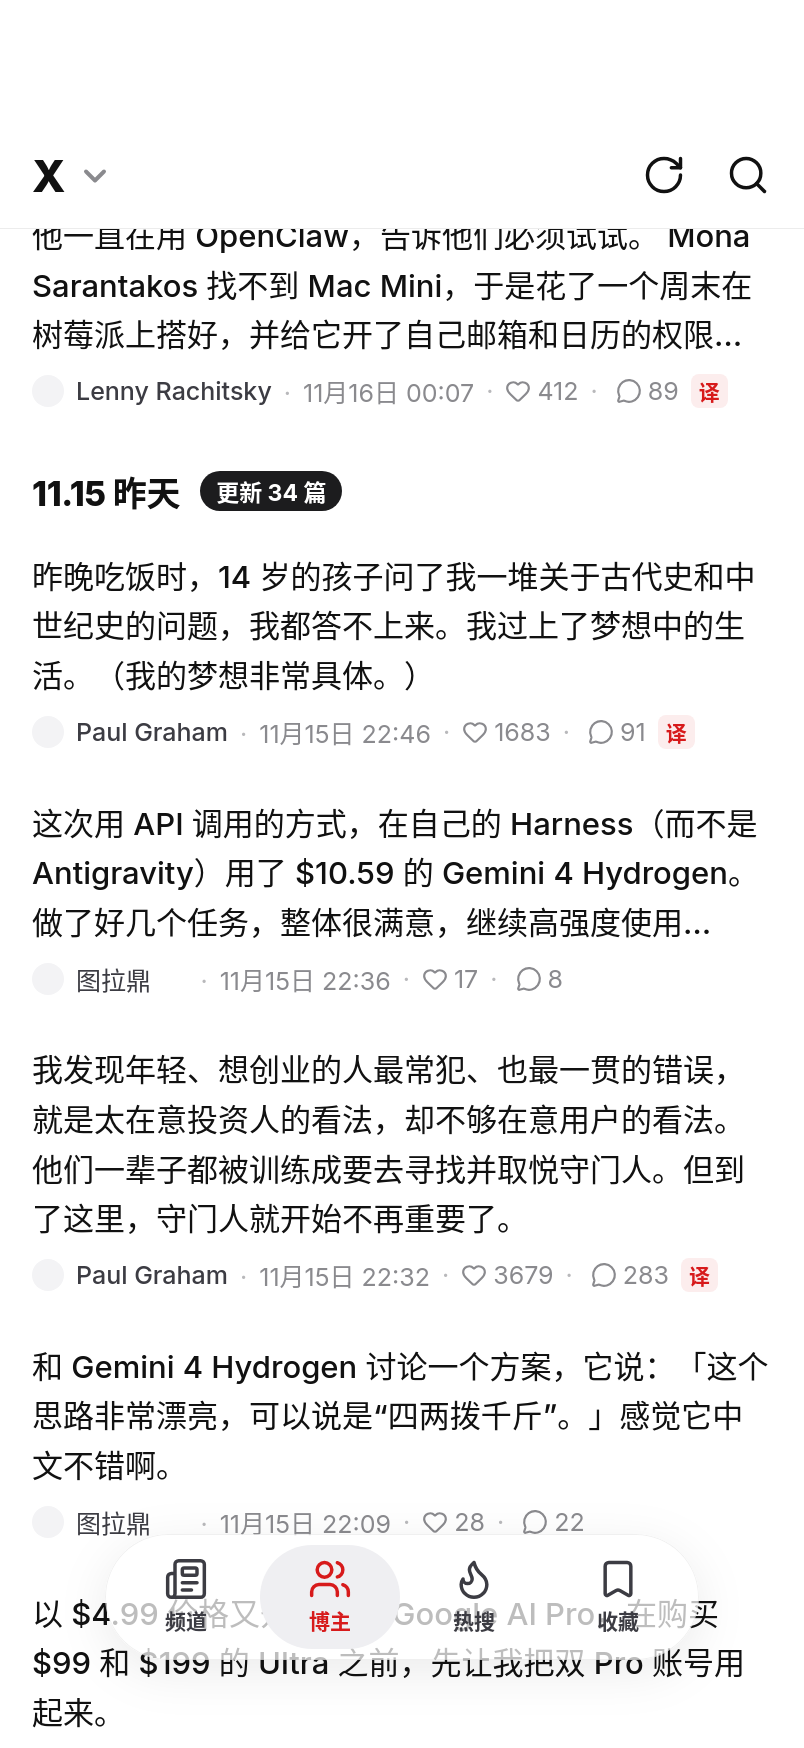 X
他一直在用 OpenClaw，告诉他们必须试试。 Mona
Sarantakos 找不到 Mac Mini，于是花了一个周末在
树莓派上搭好，并给它开了自己邮箱和日历的权限...
Lenny Rachitsky · 11月16日 00:07 · 412 · 89 译
11.15 昨天 更新 34 篇
昨晚吃饭时，14 岁的孩子问了我一堆关于古代史和中
世纪史的问题，我都答不上来。我过上了梦想中的生
活。（我的梦想非常具体。）
Paul Graham · 11月15日 22:46 · 1683 · 91 译
这次用 API 调用的方式，在自己的 Harness（而不是
Antigravity）用了 $10.59 的 Gemini 4 Hydrogen。
做了好几个任务，整体很满意，继续高强度使用...
图拉鼎 · 11月15日 22:36 · 17 · 8
我发现年轻、想创业的人最常犯、也最一贯的错误，
就是太在意投资人的看法，却不够在意用户的看法。
他们一辈子都被训练成要去寻找并取悦守门人。但到
了这里，守门人就开始不再重要了。
Paul Graham · 11月15日 22:32 · 3679 · 283 译
和 Gemini 4 Hydrogen 讨论一个方案，它说：「这个
思路非常漂亮，可以说是“四两拨千斤”。」感觉它中
文不错啊。
图拉鼎 · 11月15日 22:09 · 28 · 22
以 $4.99 价格又 Google AI Pro 在购买
$99 和 $199 的 Ultra 之前，先让我把双 Pro 账号用
起来。
频道 博主 热搜 收藏